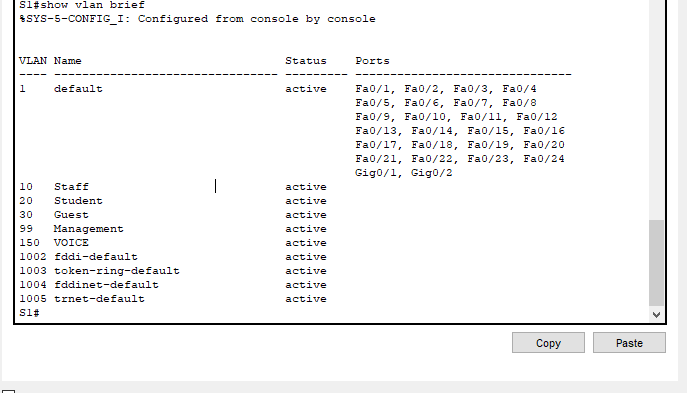 S1#show vlan brief
%SYS-5-CONFIG_I: Configured from console by console
VLAN Name                             Status    Ports
---- -------------------------------- --------- -------------------------------
1    default                          active    Fa0/1, Fa0/2, Fa0/3, Fa0/4
                                                Fa0/5, Fa0/6, Fa0/7, Fa0/8
                                                Fa0/9, Fa0/10, Fa0/11, Fa0/12
                                                Fa0/13, Fa0/14, Fa0/15, Fa0/16
                                                Fa0/17, Fa0/18, Fa0/19, Fa0/20
                                                Fa0/21, Fa0/22, Fa0/23, Fa0/24
                                                Gig0/1, Gig0/2
10   Staff                            active
20   Student                          active
30   Guest                            active
99   Management                       active
150  VOICE                            active
1002 fddi-default                     active
1003 token-ring-default               active
1004 fddinet-default                  active
1005 trnet-default                    active
S1#
Copy Paste